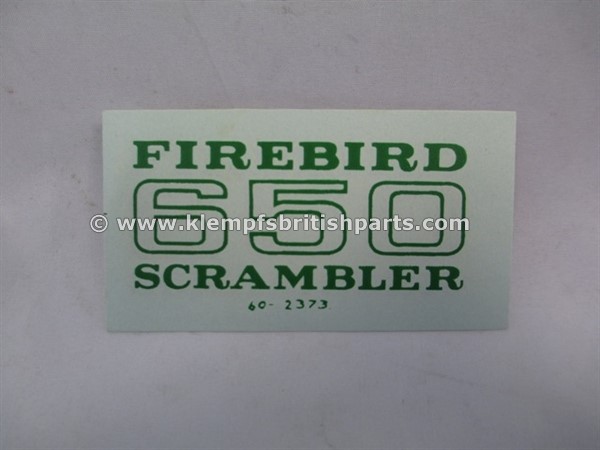 FIREBIRD
650
© www.klempfsbritishparts.com
SCRAMBLER
60-2373